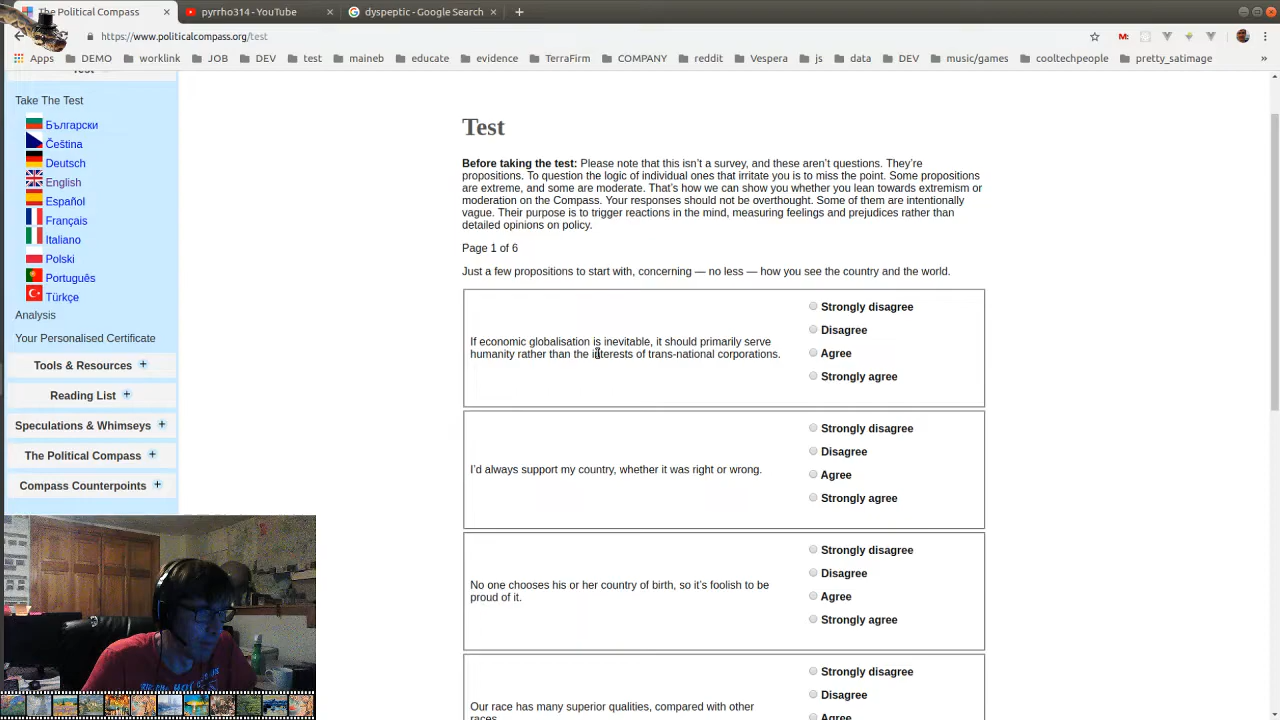 The Political Compass
pyrrho314 - YouTube
dyspeptic - Google Search
https://www.politicalcompass.org/test
Apps
DEMO
worklink
JOB
DEV
test
maineb
educate
evidence
TerraFirm
COMPANY
reddit
Vespera
js
data
DEV
music/games
cooltechpeople
pretty_satimage
»
Test
Take The Test
Български
Čeština
Deutsch
English
Español
Français
Italiano
Polski
Português
Türkçe
Analysis
Your Personalised Certificate
Tools & Resources +
Reading List +
Speculations & Whimseys +
The Political Compass +
Compass Counterpoints +
Test
Before taking the test: Please note that this isn't a survey, and these aren't questions. They're
propositions. To question the logic of individual ones that irritate you is to miss the point. Some propositions
are extreme, and some are moderate. That's how we can show you whether you lean towards extremism or
moderation on the Compass. Your responses should not be overthought. Some of them are intentionally
vague. Their purpose is to trigger reactions in the mind, measuring feelings and prejudices rather than
detailed opinions on policy.
Page 1 of 6
Just a few propositions to start with, concerning — no less — how you see the country and the world.
If economic globalisation is inevitable, it should primarily serve
humanity rather than the interests of trans-national corporations.
Strongly disagree
Disagree
Agree
Strongly agree
I'd always support my country, whether it was right or wrong.
Strongly disagree
Disagree
Agree
Strongly agree
No one chooses his or her country of birth, so it's foolish to be
proud of it.
Strongly disagree
Disagree
Agree
Strongly agree
Our race has many superior qualities, compared with other
races.
Strongly disagree
Disagree
Agree